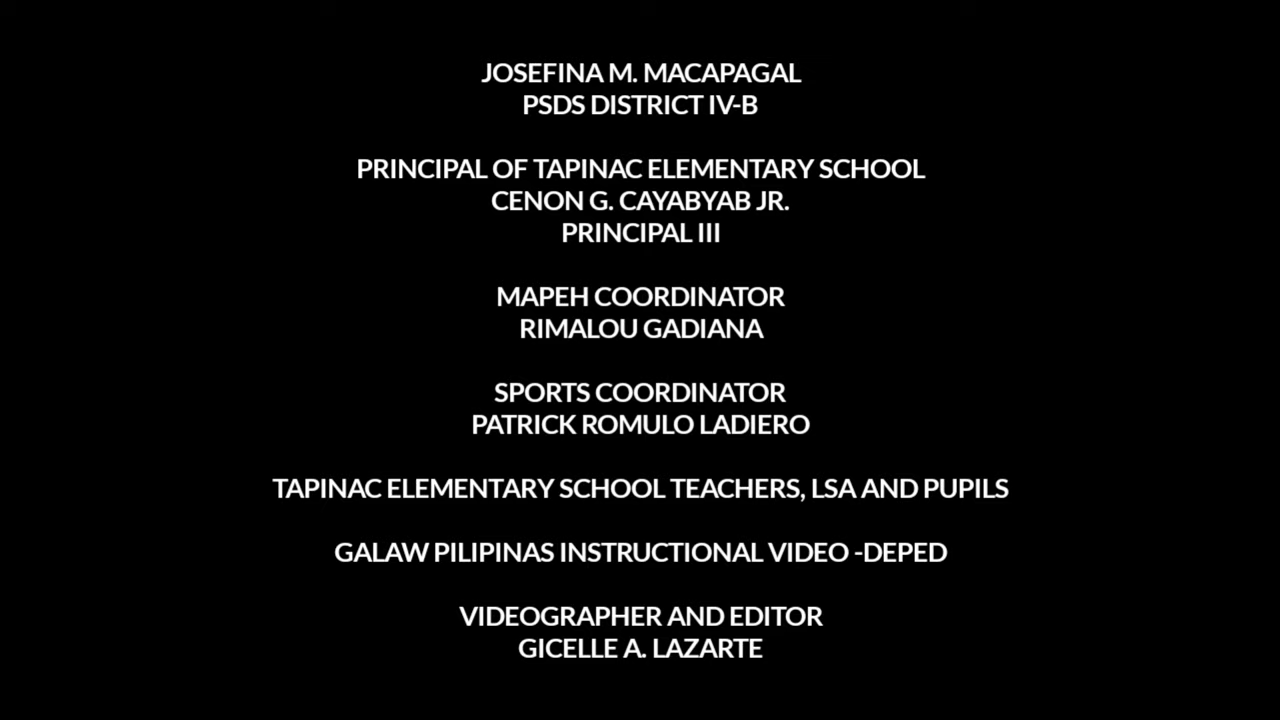 JOSEFINA M. MACAPAGAL
PSDS DISTRICT IV-B
PRINCIPAL OF TAPINAC ELEMENTARY SCHOOL
CENON G. CAYABYAB JR.
PRINCIPAL III
MAPEH COORDINATOR
RIMALOU GADIANA
SPORTS COORDINATOR
PATRICK ROMULO LADIERO
TAPINAC ELEMENTARY SCHOOL TEACHERS, LSA AND PUPILS
GALAW PILIPINAS INSTRUCTIONAL VIDEO -DEPED
VIDEOGRAPHER AND EDITOR
GICELLE A. LAZARTE